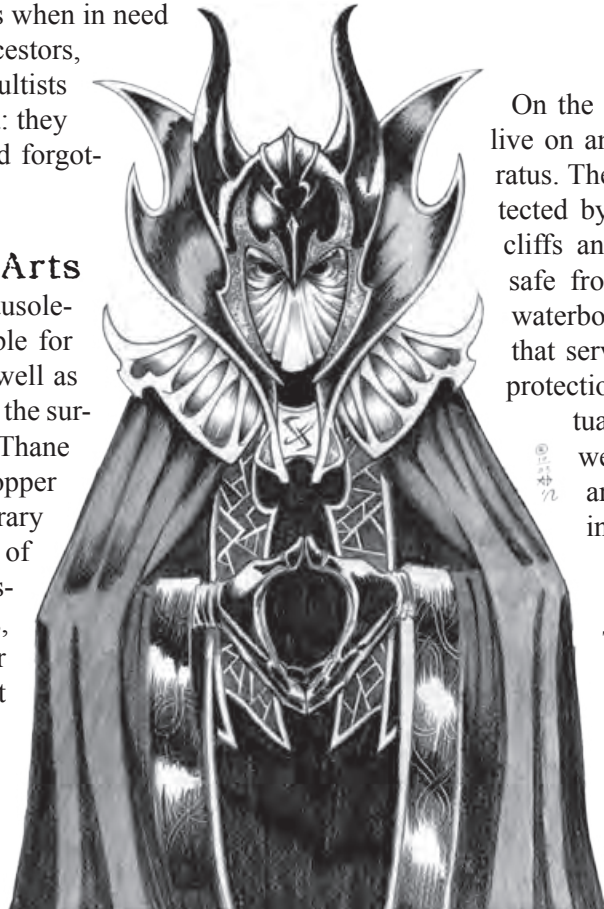 s when in need
cestors,
ultists
: they
d forgot-
Arts
usole-
ble for
well as
the sur-
Thane
opper
rary
of
s-
,
r
t
On the
live on an
ratus. The
tected by
cliffs an
safe fro
waterbo
that serv
protectio
tua
we
an
in